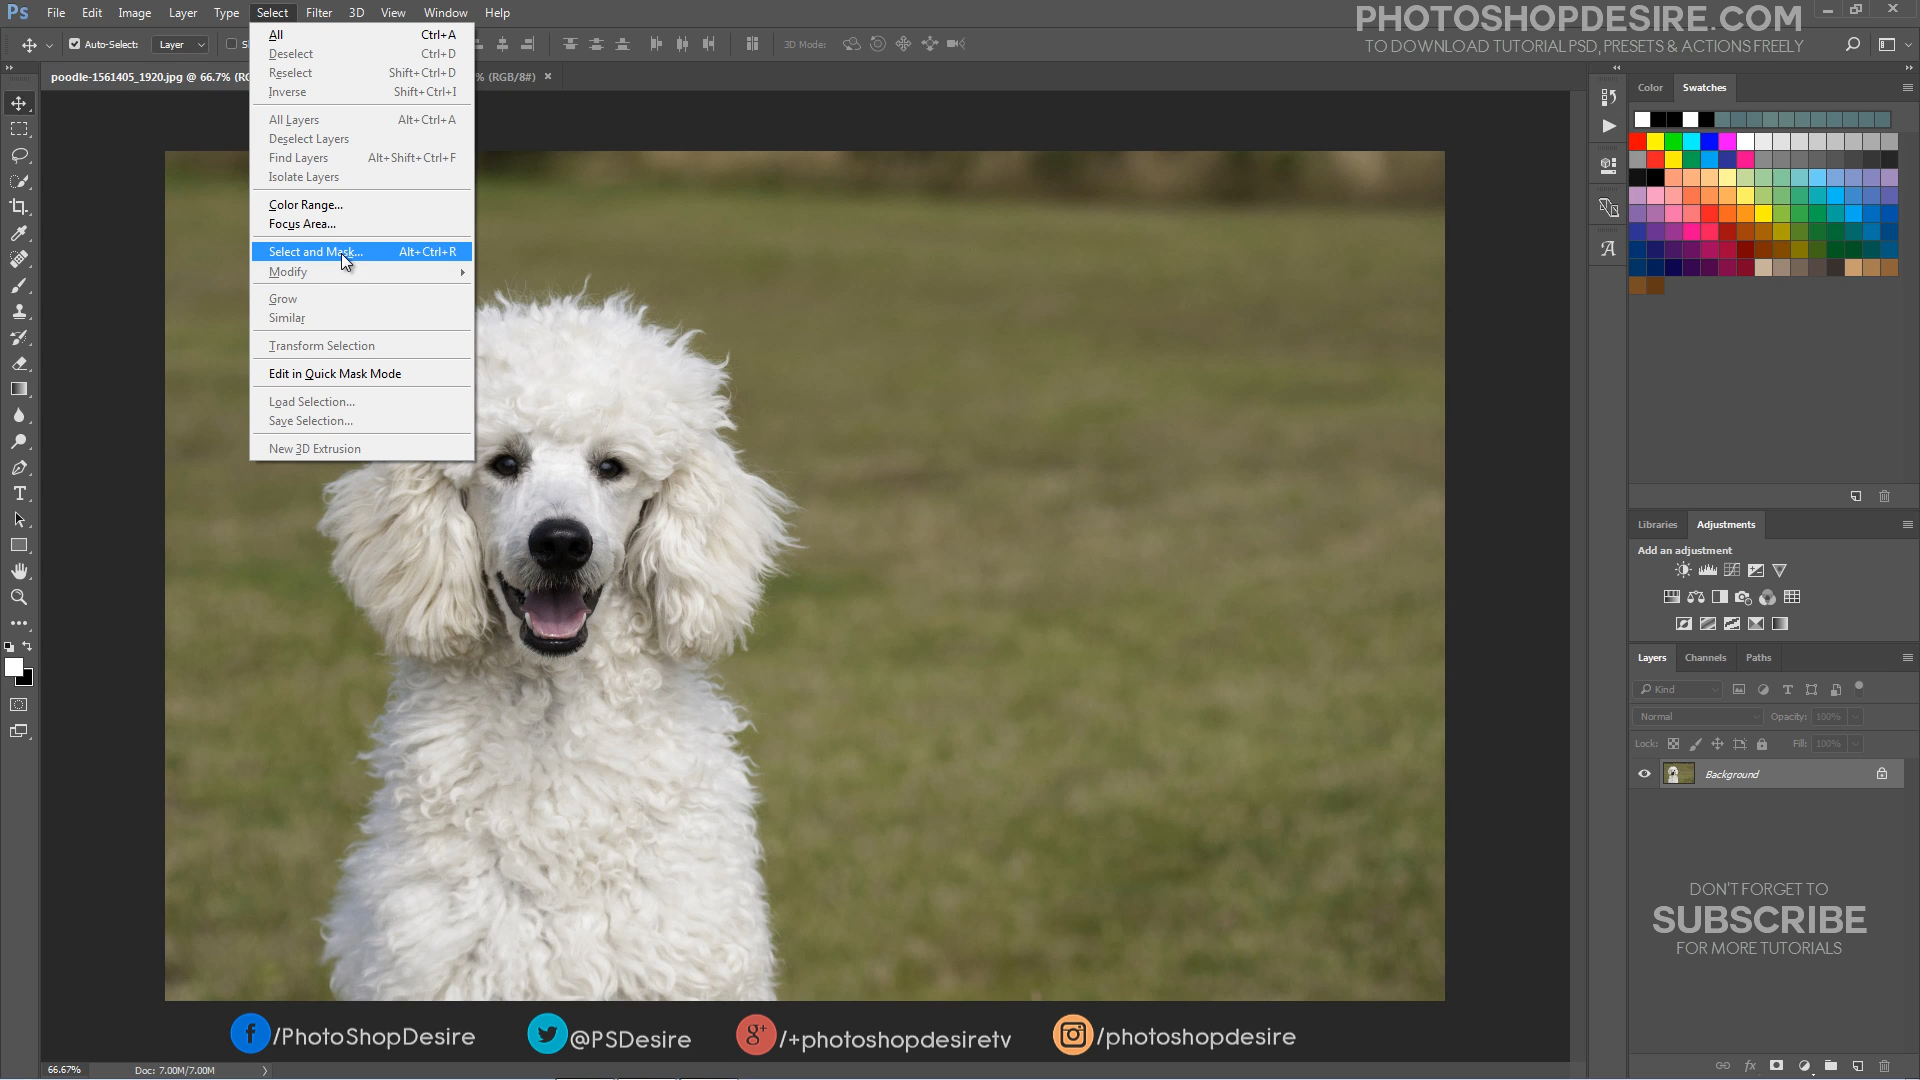 Ps File Edit Image Layer Type Select Filter 3D View Window Help
PHOTOSHOPDESIRE.COM
TO DOWNLOAD TUTORIAL PSD, PRESETS & ACTIONS FREELY
Auto-Select: Layer
3D Mode:
poodle-1561405_1920.jpg @ 66.7%
% (RGB/8#) ×
All Ctrl+A
Deselect Ctrl+D
Reselect Shift+Ctrl+D
Inverse Shift+Ctrl+I
All Layers Alt+Ctrl+A
Deselect Layers
Find Layers Alt+Shift+Ctrl+F
Isolate Layers
Color Range...
Focus Area...
Select and Mask... Alt+Ctrl+R
Modify
Grow
Similar
Transform Selection
Edit in Quick Mask Mode
Load Selection...
Save Selection...
New 3D Extrusion
Color Swatches
Libraries Adjustments
Add an adjustment
Layers Channels Paths
Kind
Normal Opacity: 100%
Lock: Fill: 100%
Background
DON'T FORGET TO
SUBSCRIBE
FOR MORE TUTORIALS
/PhotoShopDesire @PSDesire g+ /+photoshopdesiretv /photoshopdesire
66.67% Doc: 7.00M/7.00M
fx